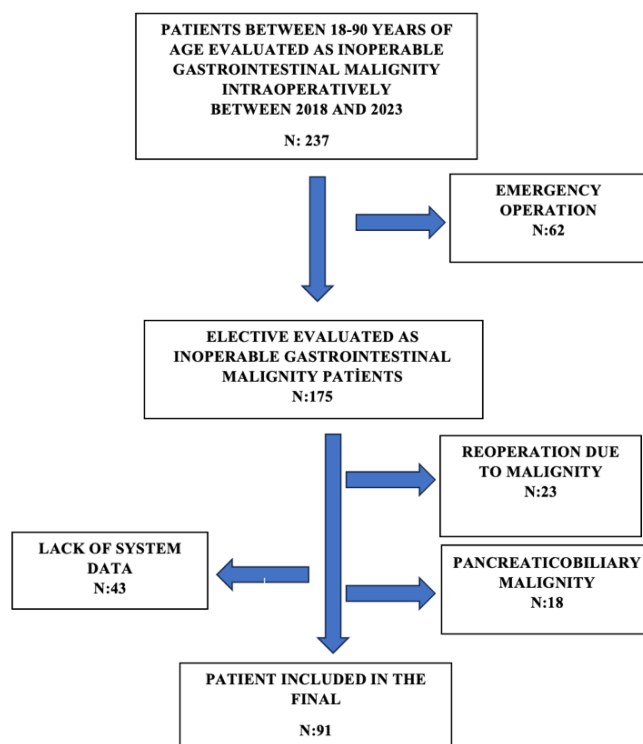 PATIENTS BETWEEN 18-90 YEARS OF
AGE EVALUATED AS INOPERABLE
GASTROINTESTINAL MALIGNITY
INTRAOPERATIVELY
BETWEEN 2018 AND 2023
N: 237
EMERGENCY
OPERATION
N:62
ELECTIVE EVALUATED AS
INOPERABLE GASTROINTESTINAL
MALIGNITY PATİENTS
N:175
REOPERATION DUE
TO MALIGNITY
N:23
LACK OF SYSTEM
DATA
N:43
PANCREATICOBILIARY
MALIGNITY
N:18
PATIENT INCLUDED IN THE
FINAL
N:91